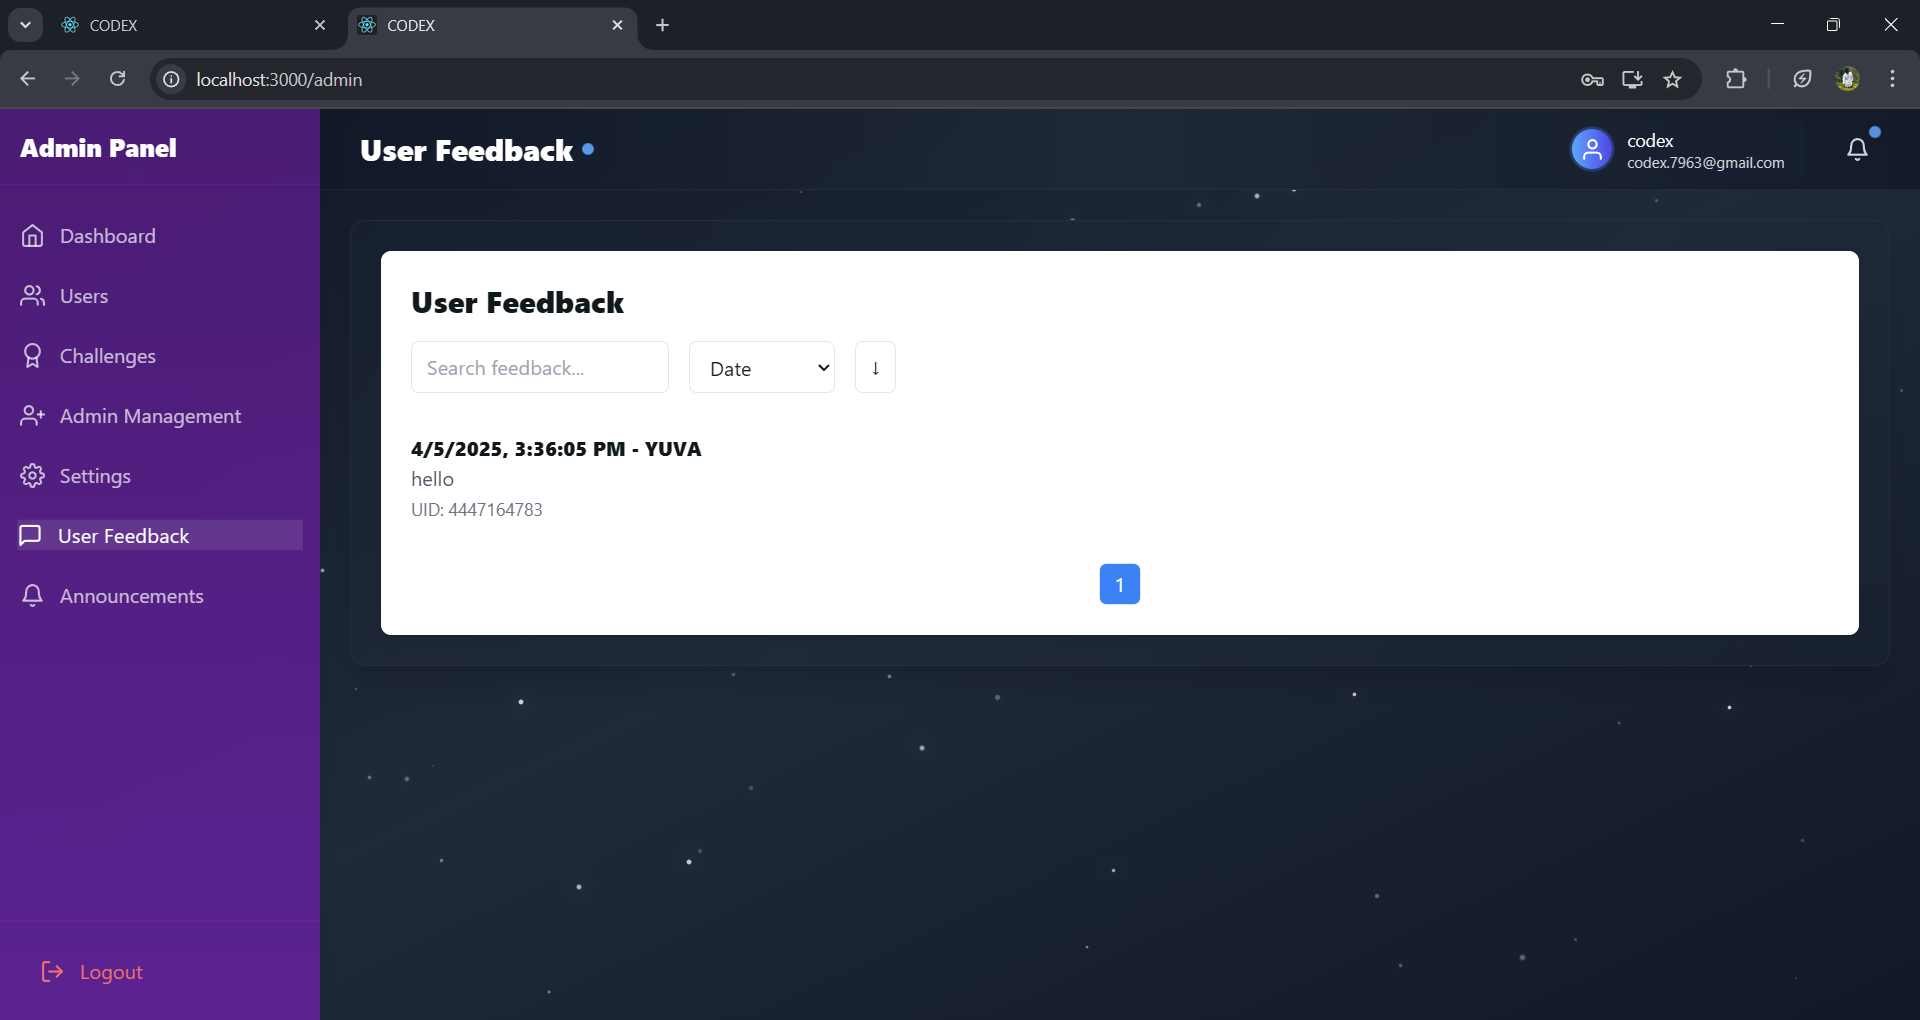 CODEX
CODEX
localhost:3000/admin
Admin Panel
Dashboard
Users
Challenges
Admin Management
Settings
User Feedback
Announcements
Logout
User Feedback
codex
codex.7963@gmail.com
User Feedback
Search feedback...
Date
↓
4/5/2025, 3:36:05 PM - YUVA
hello
UID: 4447164783
1